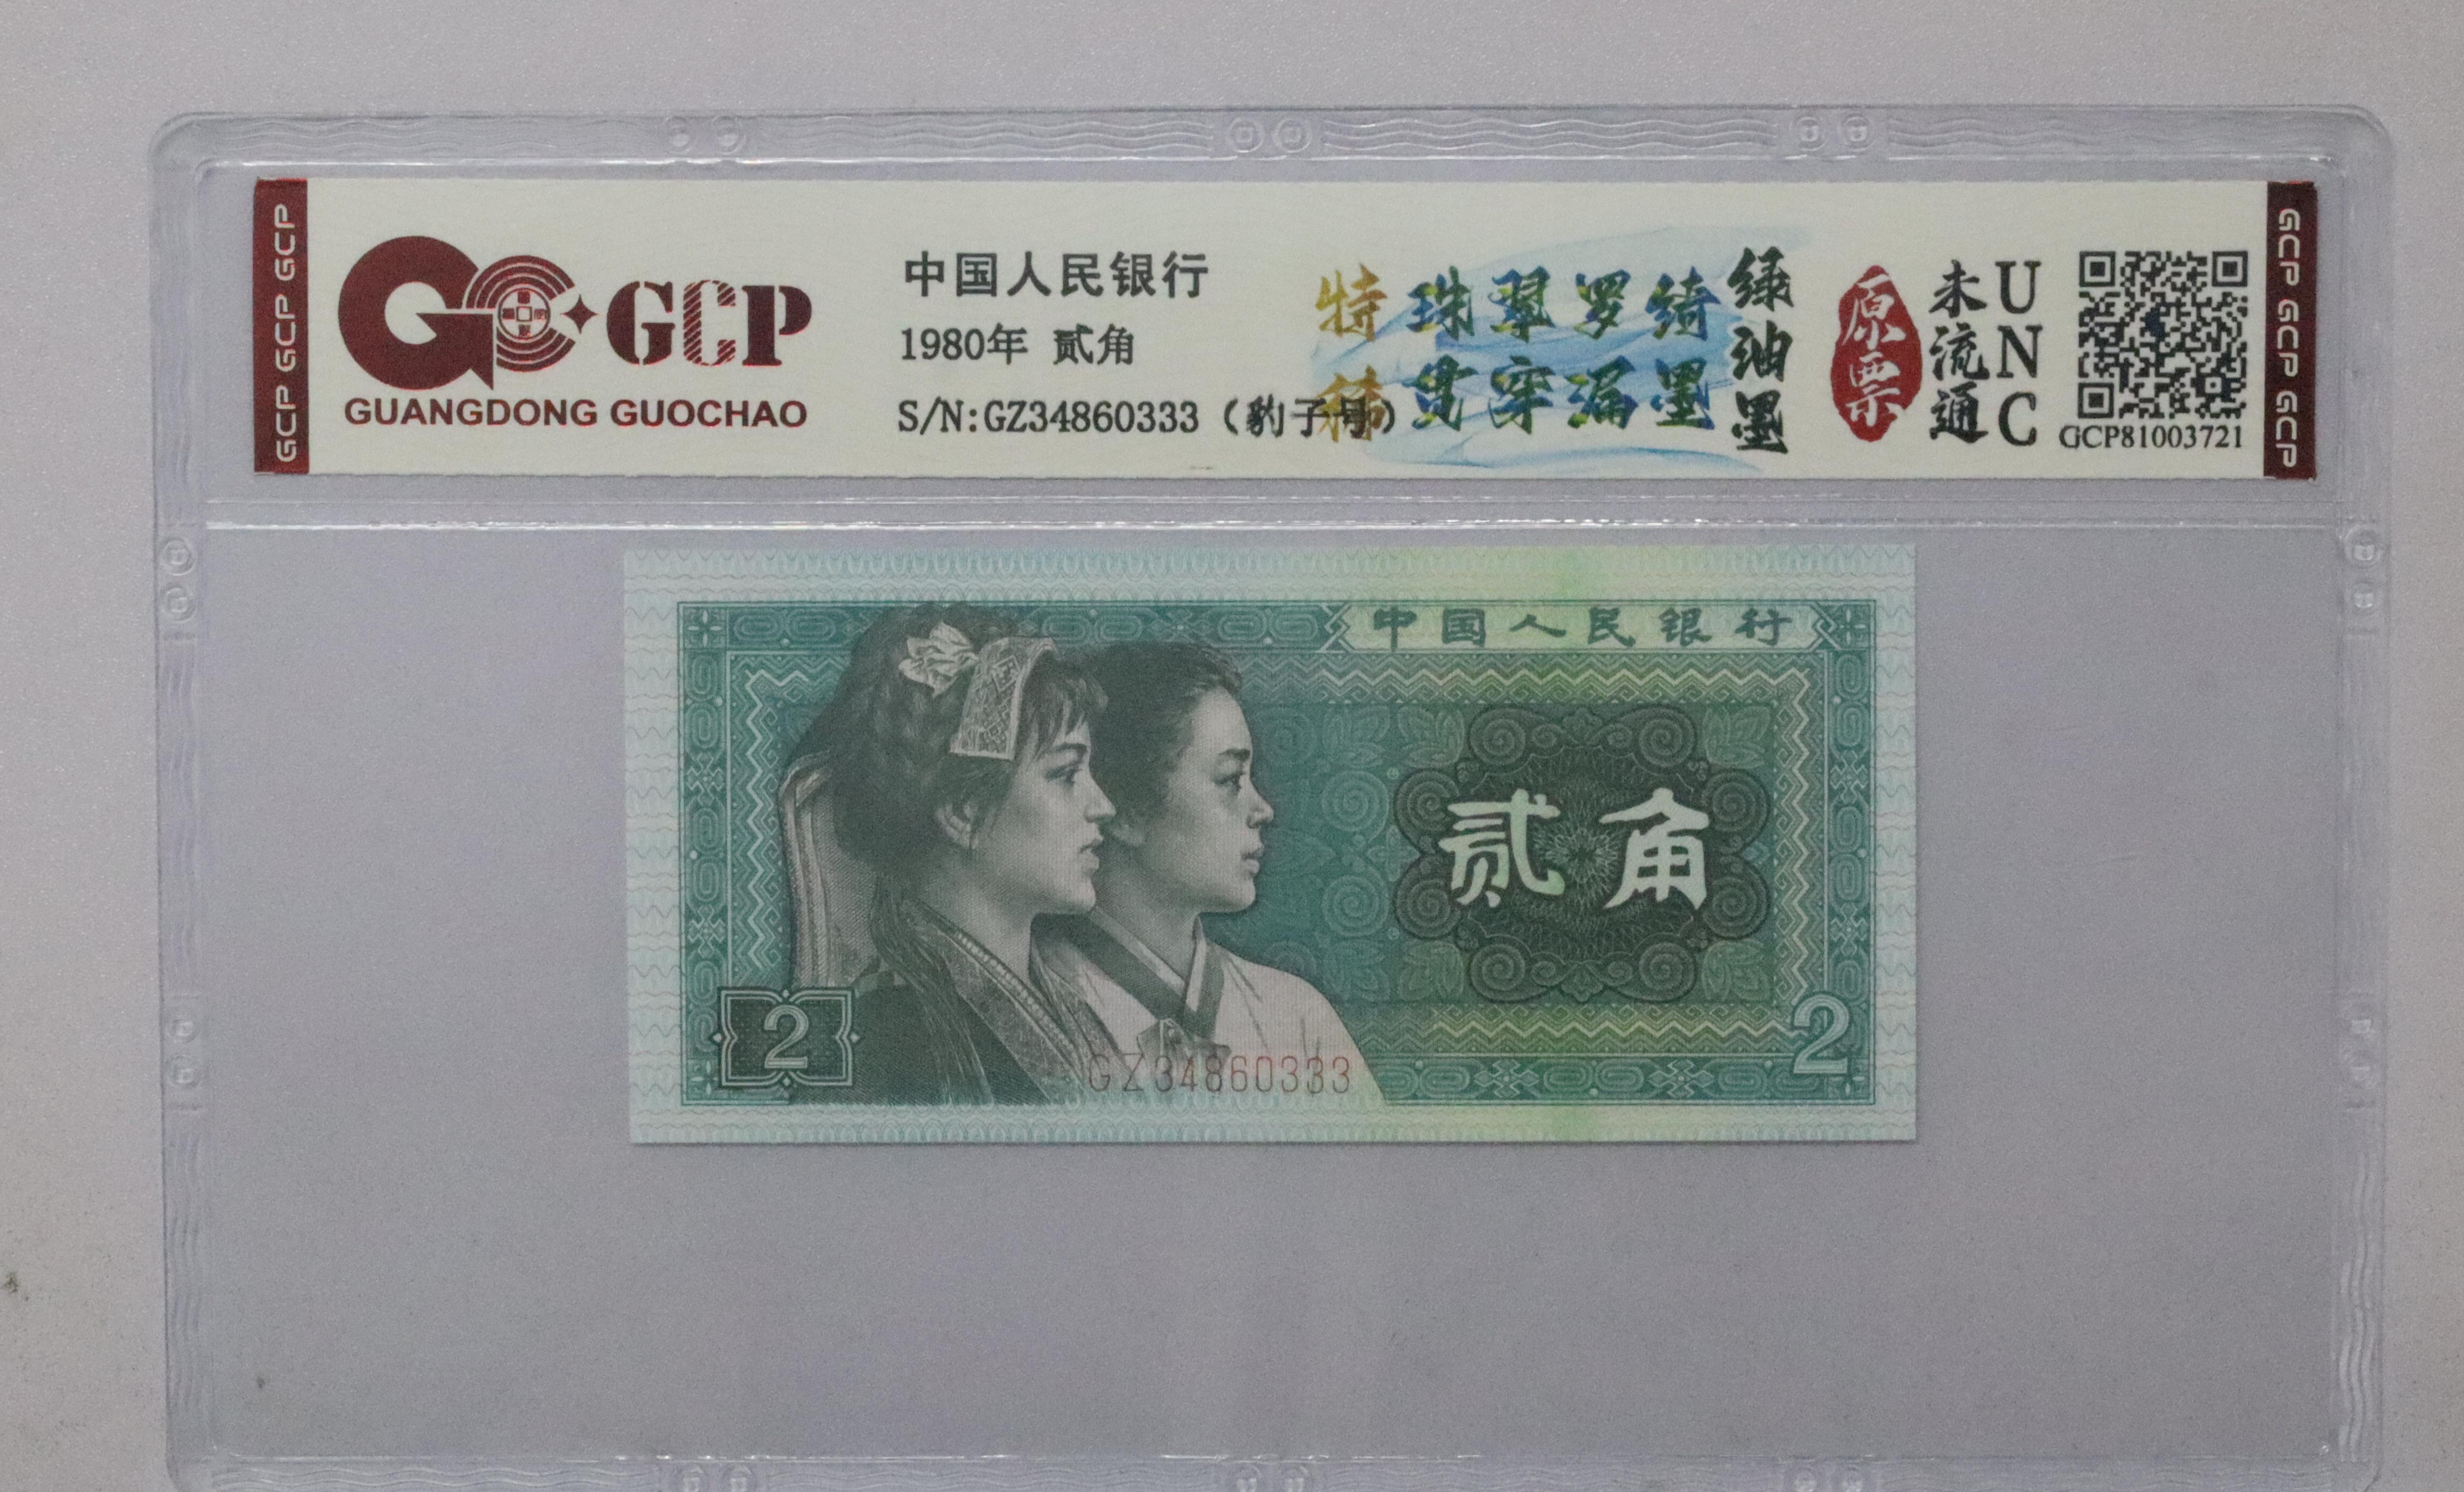 GCP GCP GCP
GCP
GUANGDONG GUOCHAO
中国人民银行
1980年 贰角
S/N:GZ34860333（豹子号）
特稀
珠翠罗绮
贯穿漏墨
绿油墨
原票
未流通
UNC
GCP81003721
GCP GCP GCP
中国人民银行
贰角
2
GZ34860333
2